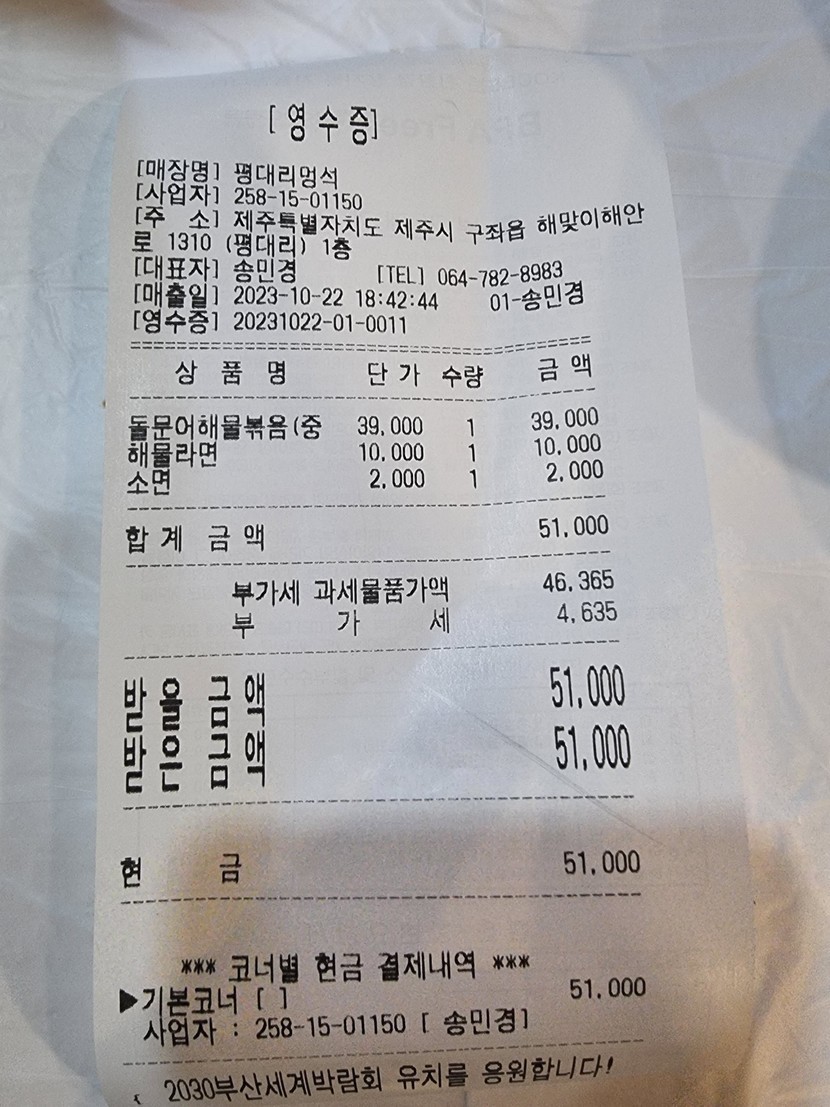 [ 영 수 증]
[매장명] 평대리멍석
[사업자] 258-15-01150
[주 소] 제주특별자치도 제주시 구좌읍 해맞이해안
로 1310 (평대리) 1층
[대표자] 송민경 [TEL] 064-782-8983
[매출일] 2023-10-22 18:42:44 01-송민경
[영수증] 20231022-01-0011
상 품 명 단 가 수량 금 액
돌문어해물볶음(중 39,000 1 39,000
해물라면 10,000 1 10,000
소면 2,000 1 2,000
합 계 금 액 51,000
부가세 과세물품가액 46,365
부 가 세 4,635
받 을 금 액 51,000
받 은 금 액 51,000
현 금 51,000
*** 코너별 현금 결제내역 ***
▶기본코너 [ ] 51,000
사업자 : 258-15-01150 [ 송민경]
2030부산세계박람회 유치를 응원합니다!